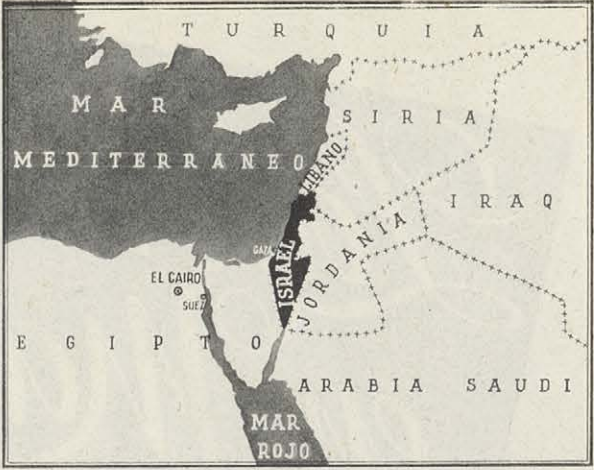 TURQUIA
MAR
MEDITERRANEO
SIRIA
LIBANO
IRAQ
JORDANIA
GAZA
ISRAEL
EL CAIRO
SUEZ
EGIPTO
ARABIA SAUDI
MAR
ROJO